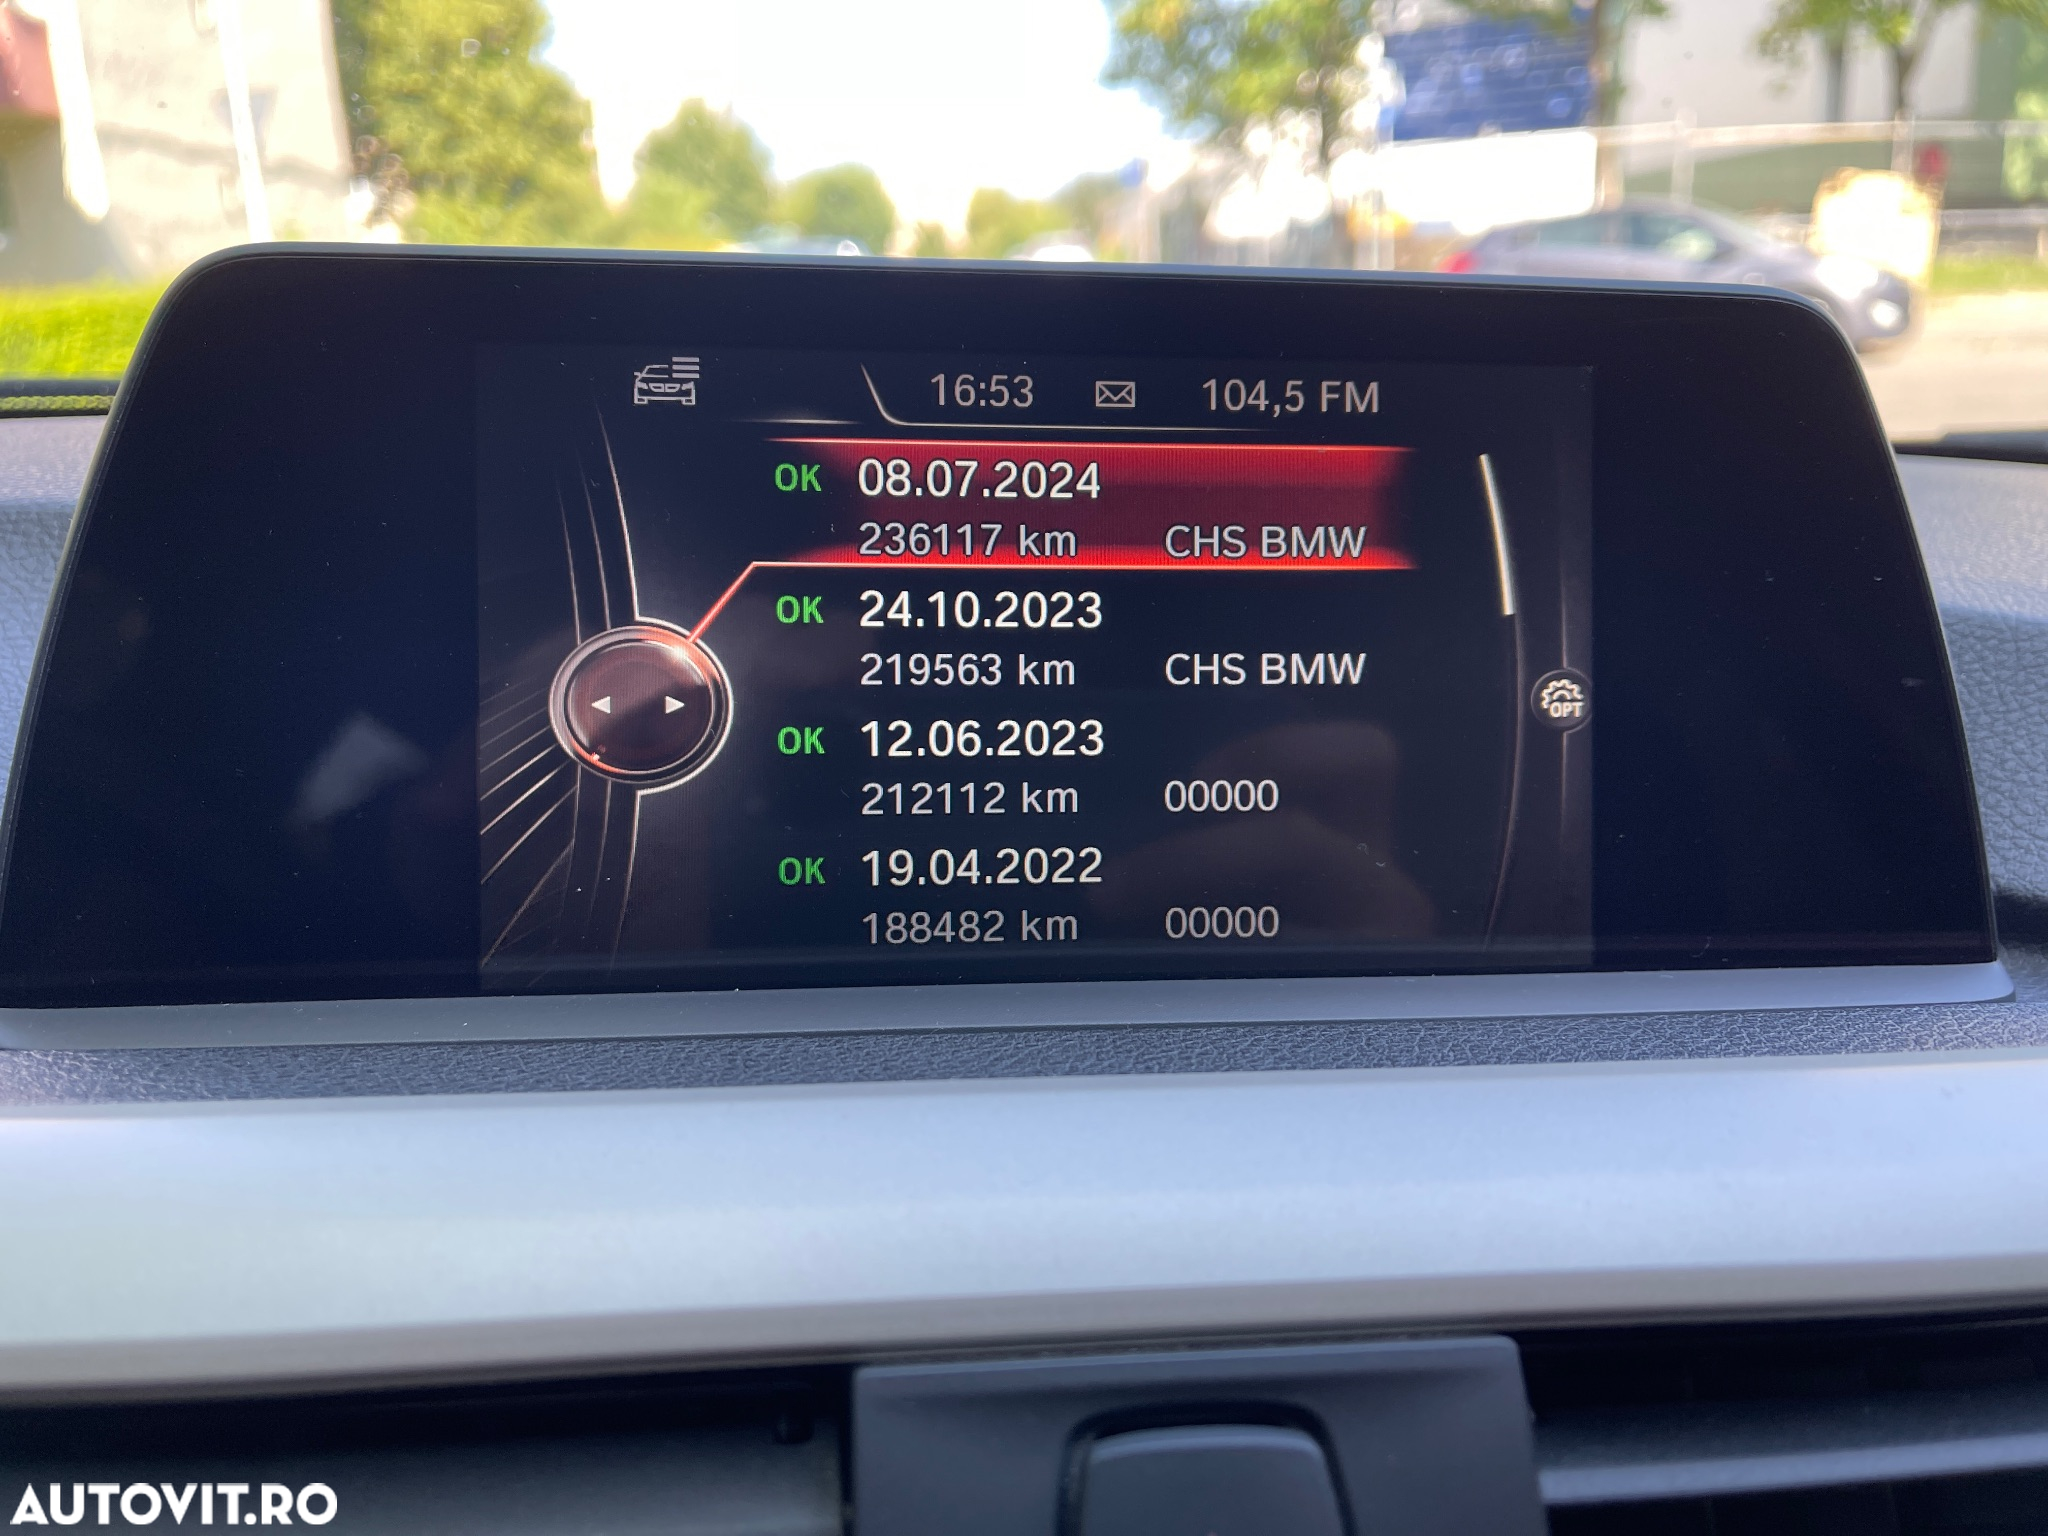 16:53 104,5 FM
OK 08.07.2024
236117 km CHS BMW
OK 24.10.2023
219563 km CHS BMW
OPT
OK 12.06.2023
212112 km 00000
OK 19.04.2022
188482 km 00000
AUTOVIT.RO